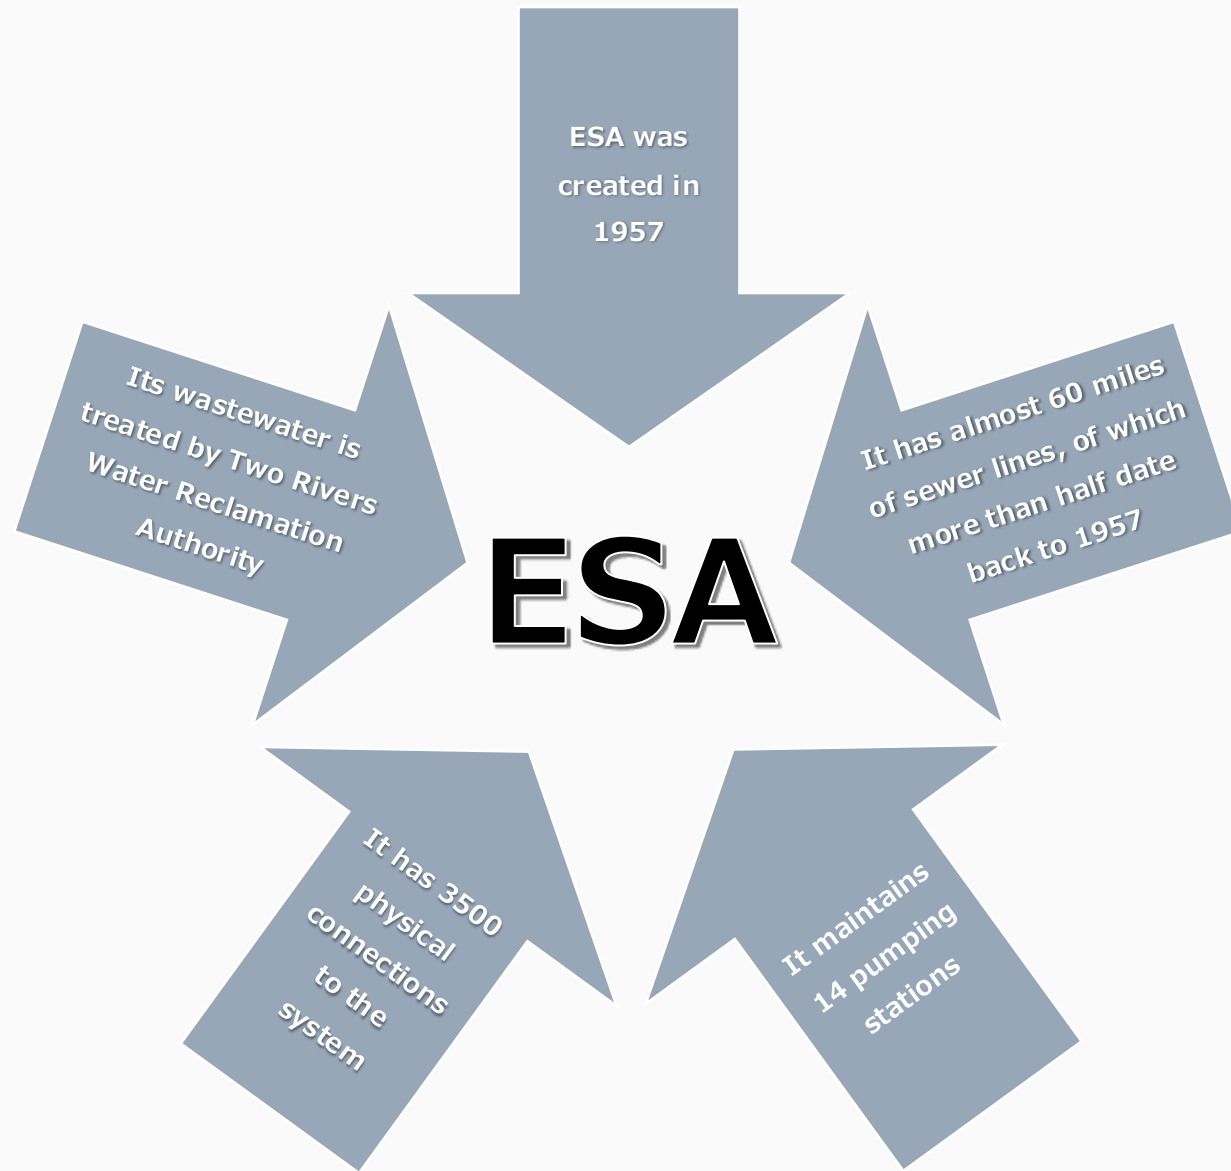 ESA was
created in
1957
Its wastewater is
treated by Two Rivers
Water Reclamation
Authority
It has almost 60 miles
of sewer lines, of which
more than half date
back to 1957
ESA
It has 3500
physical
connections
to the
system
It maintains
14 pumping
stations